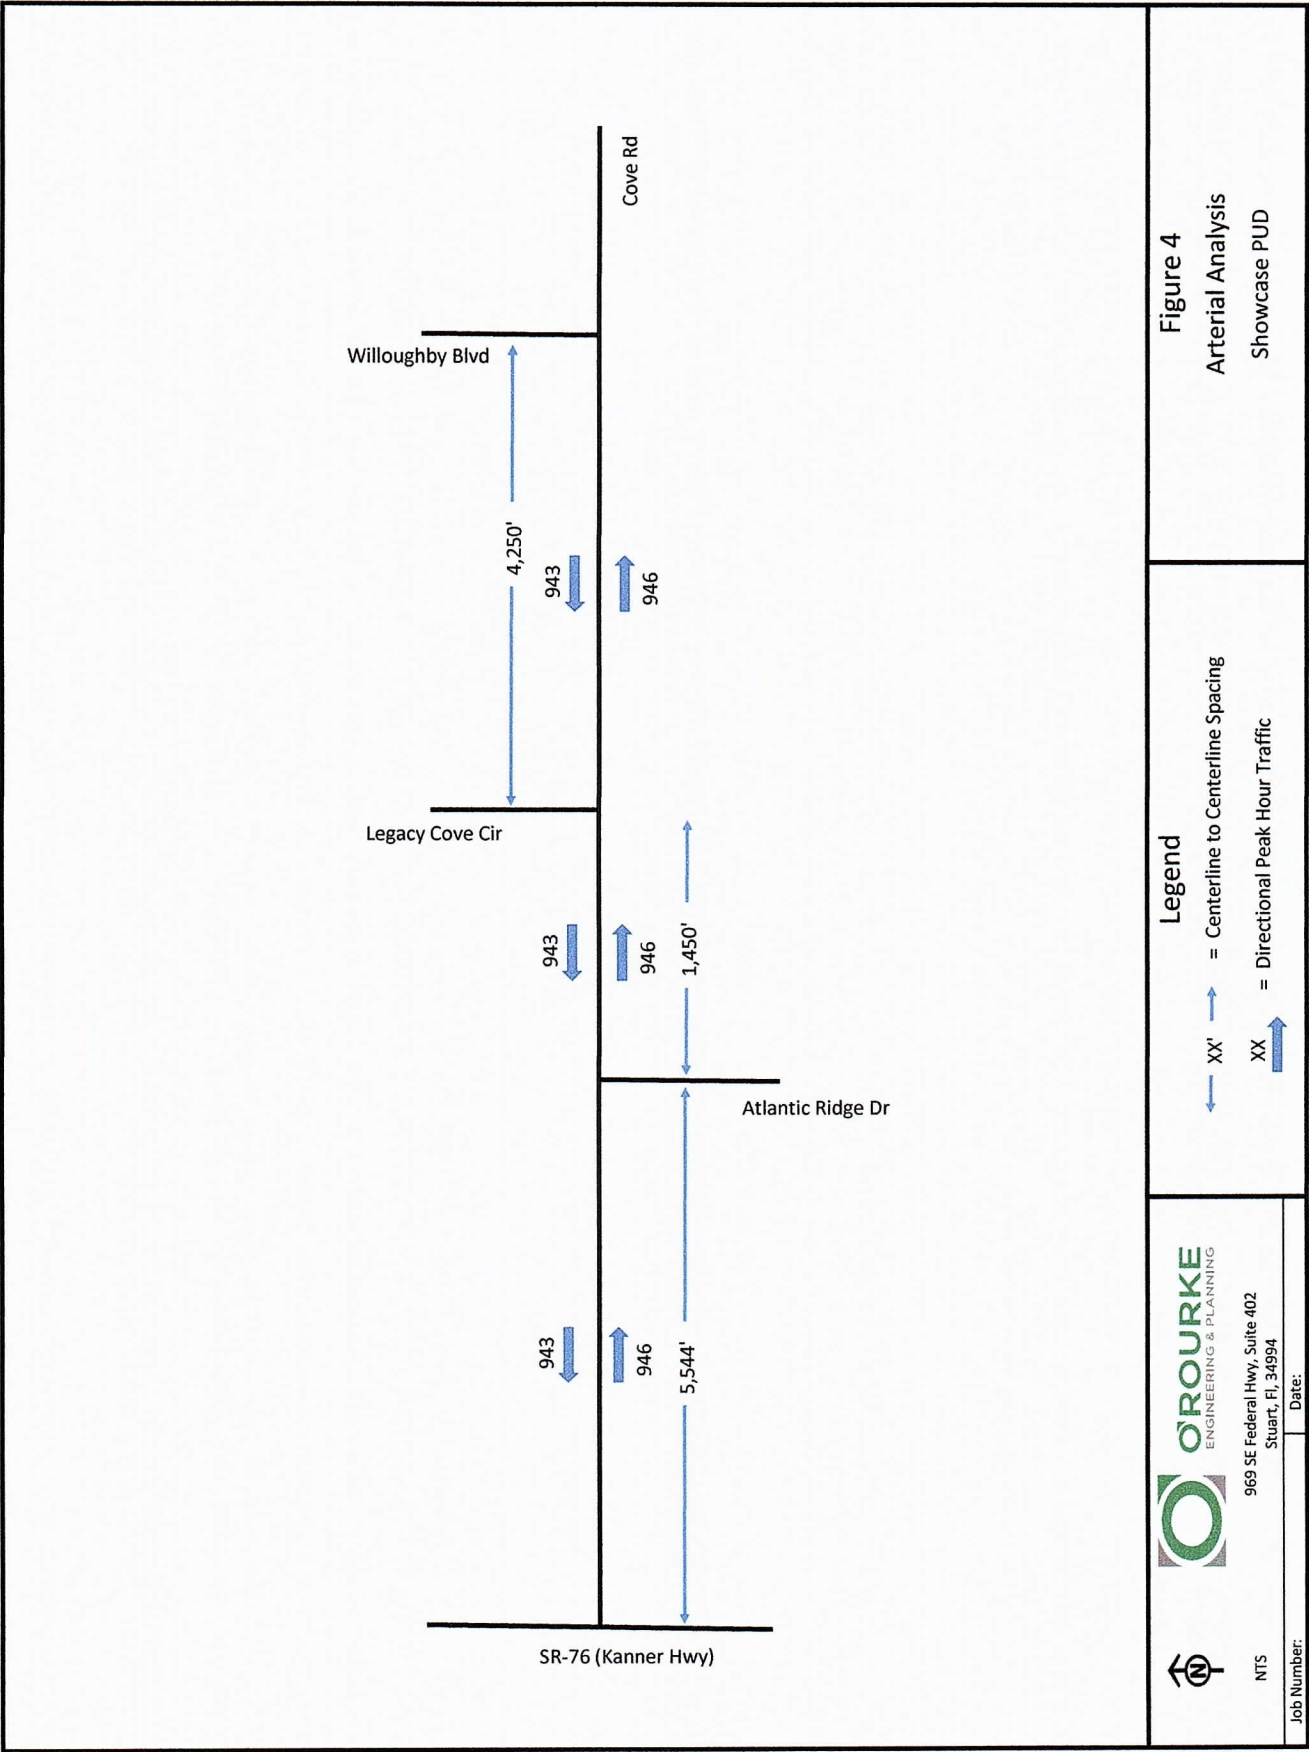 Cove Rd
Willoughby Blvd
4,250'
943
946
Legacy Cove Cir
943
946
1,450'
Atlantic Ridge Dr
943
946
5,544'
SR-76 (Kanner Hwy)
N
NTS
O'ROURKE
ENGINEERING & PLANNING
969 SE Federal Hwy, Suite 402
Stuart, Fl, 34994
Job Number:
Date:
Legend
XX' = Centerline to Centerline Spacing
XX = Directional Peak Hour Traffic
Figure 4
Arterial Analysis
Showcase PUD